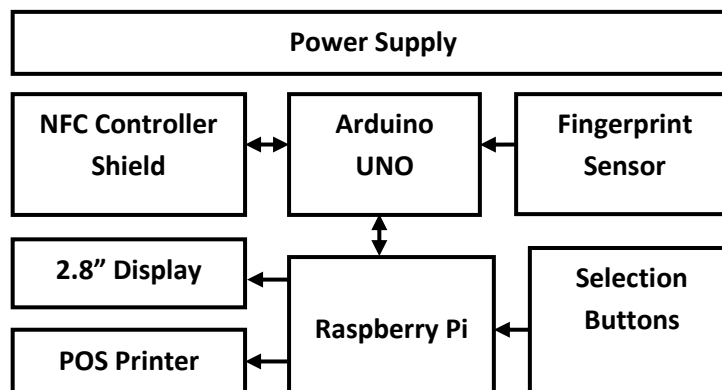 Power Supply
NFC Controller
Shield
Arduino
UNO
Fingerprint
Sensor
2.8” Display
Raspberry Pi
Selection
Buttons
POS Printer